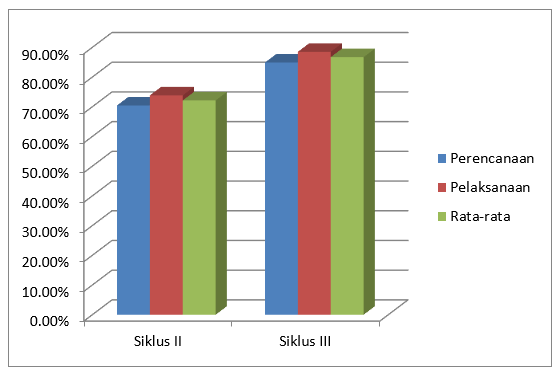 90.00%
80.00%
70.00%
60.00%
50.00%
40.00%
30.00%
20.00%
10.00%
0.00%
Siklus II
Siklus III
Perencanaan
Pelaksanaan
Rata-rata